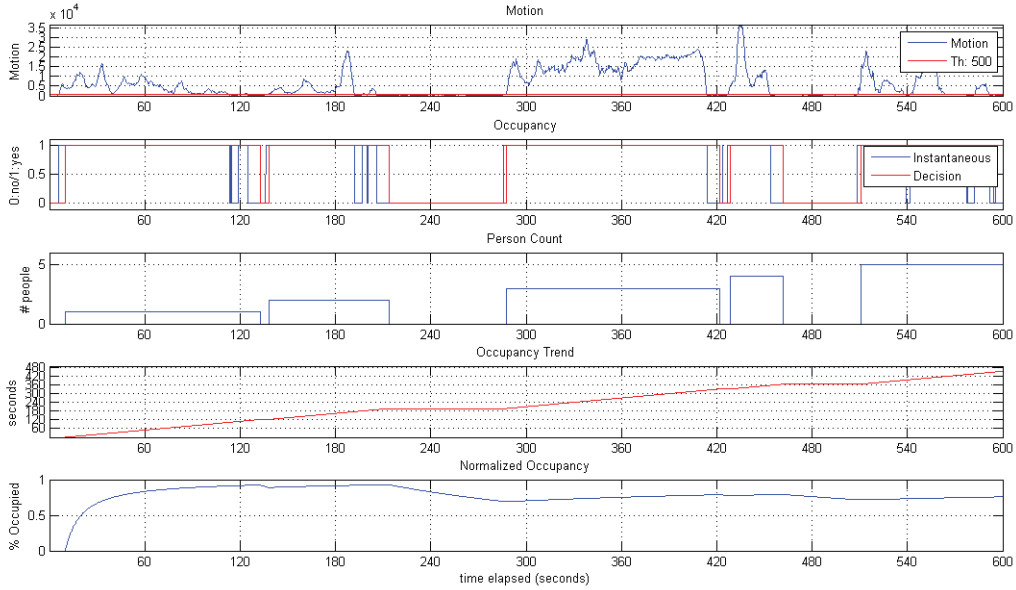 Motion
x 10^4
Motion
3.5
3
2.5
2
1.5
1
0.5
0
60 120 180 240 300 360 420 480 540 600
Motion
Th: 500
Occupancy
0:no/1:yes
1
0.5
0
60 120 180 240 300 360 420 480 540 600
Instantaneous
Decision
Person Count
# people
5
0
60 120 180 240 300 360 420 480 540 600
Occupancy Trend
seconds
480
420
360
300
240
180
120
60
60 120 180 240 300 360 420 480 540 600
Normalized Occupancy
% Occupied
1
0.5
0
60 120 180 240 300 360 420 480 540 600
time elapsed (seconds)